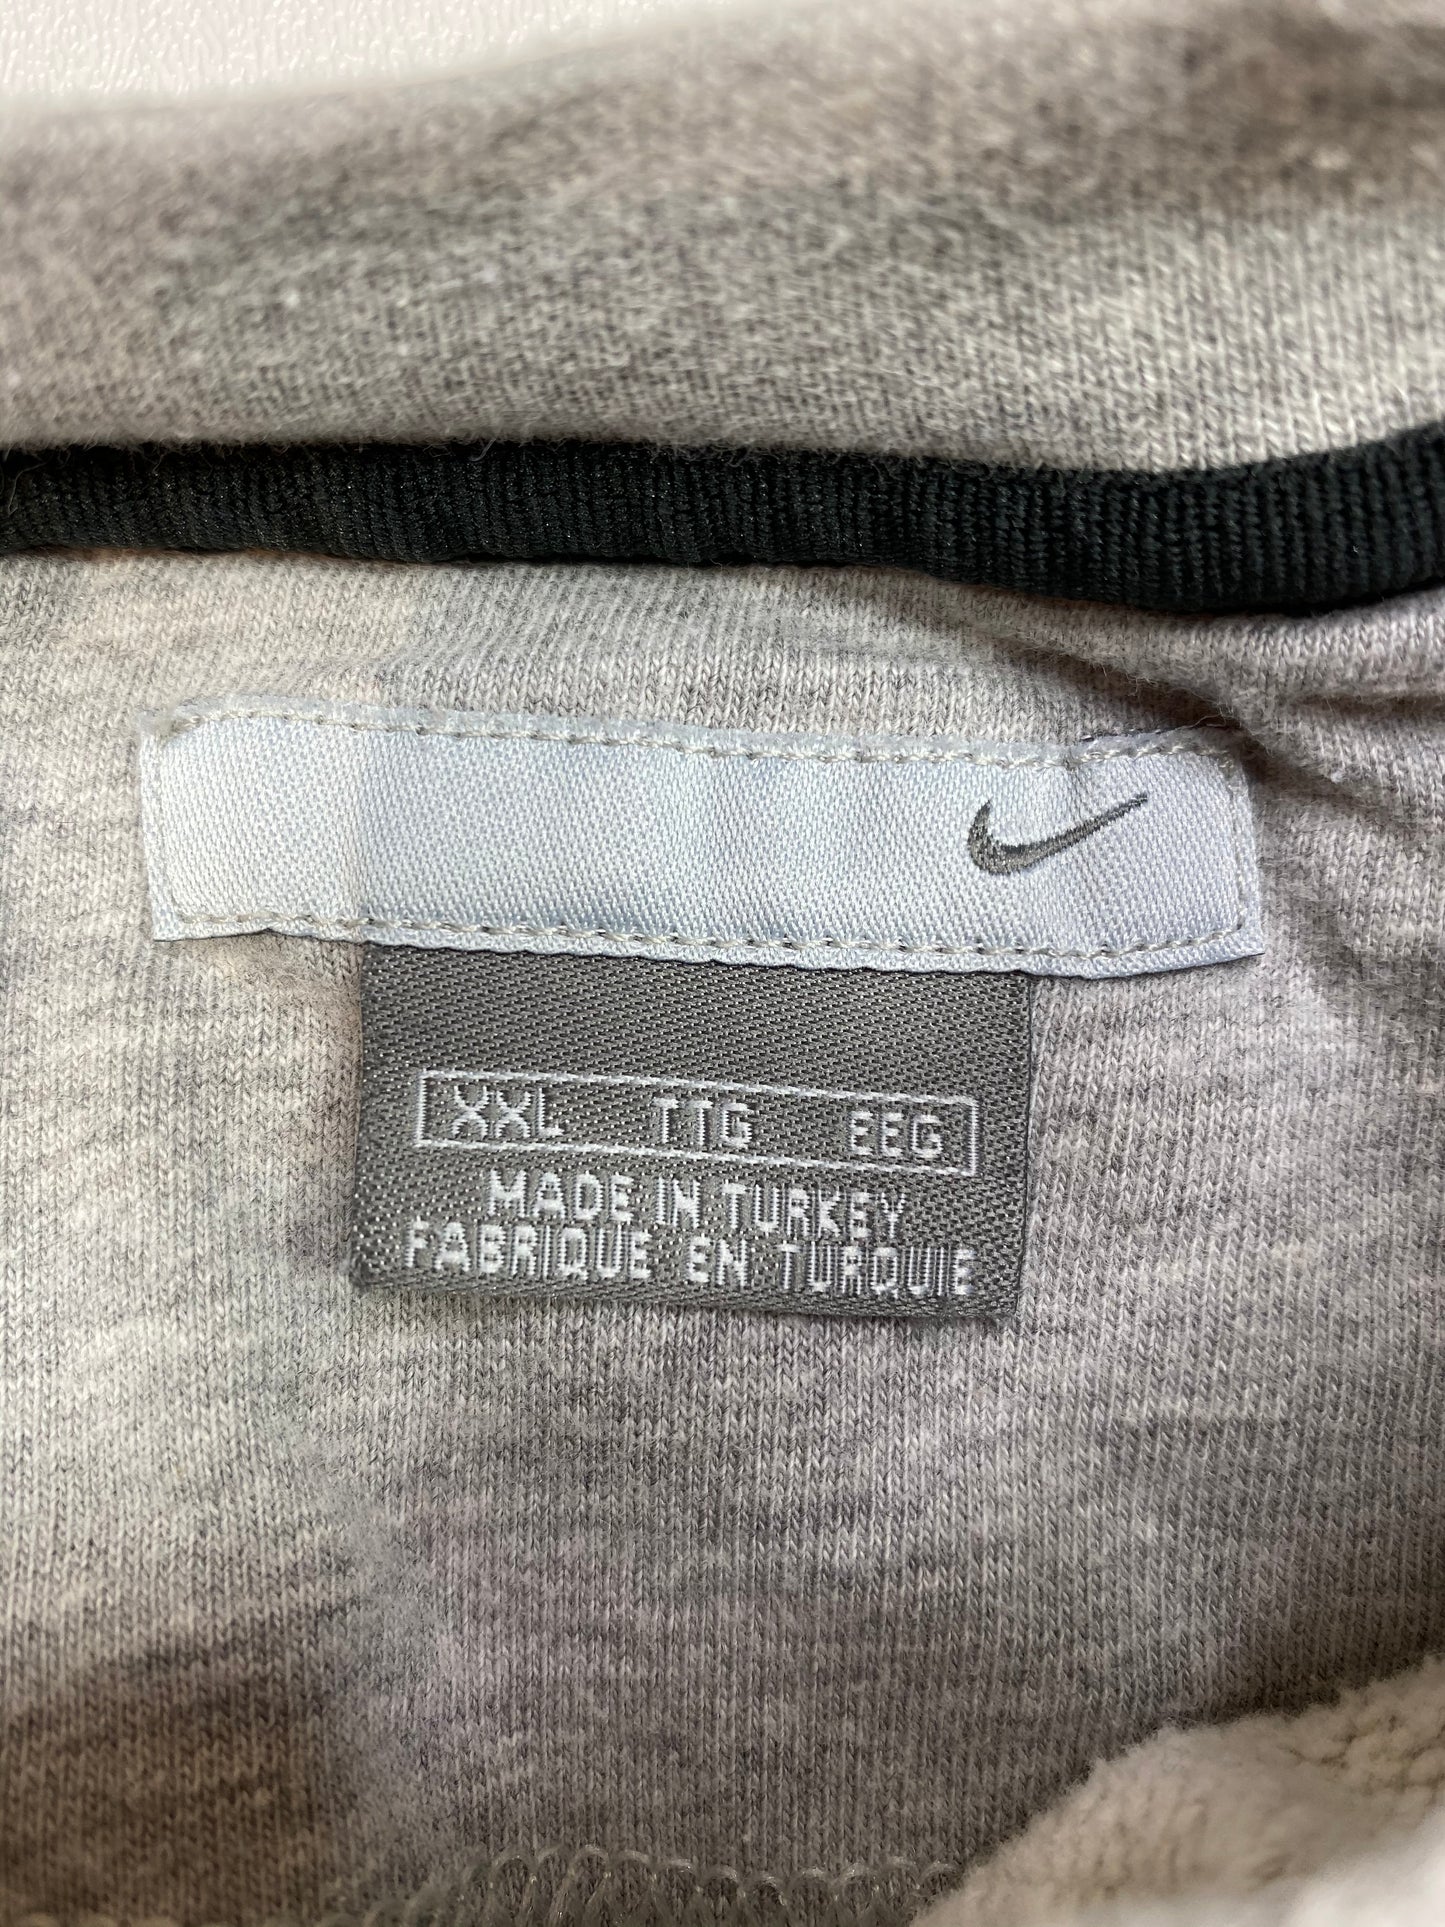 XXL TTG EEG
MADE IN TURKEY
FABRIQUE EN TURQUIE